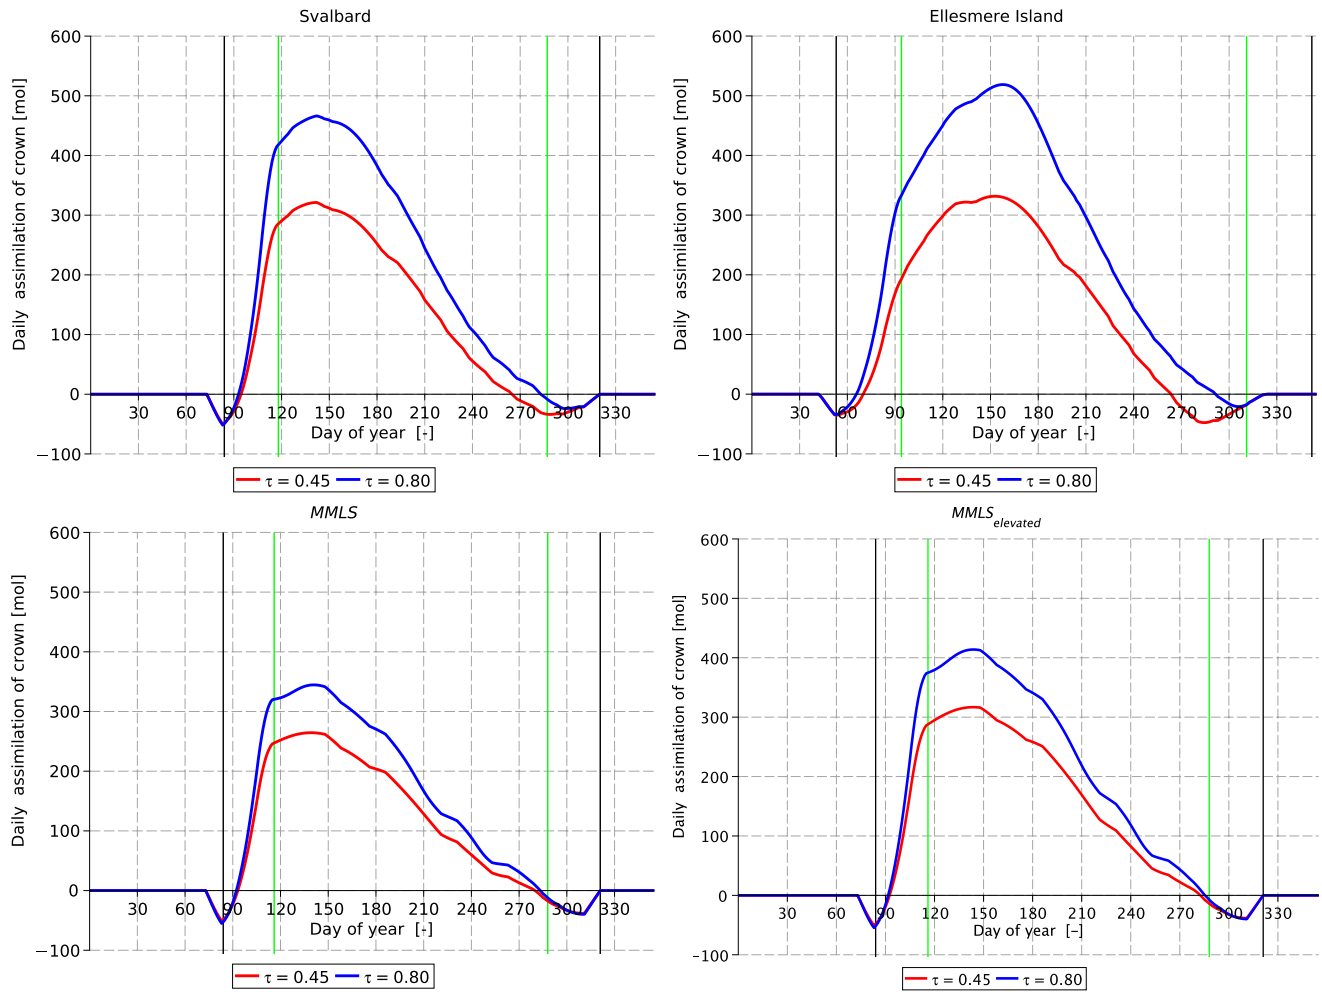 Svalbard
600
500
400
300
200
100
0
−100
Daily assimilation of crown [mol]
30 60 90 120 150 180 210 240 270 300 330
Day of year [-]
τ = 0.45 τ = 0.80
Ellesmere Island
600
500
400
300
200
100
0
−100
Daily assimilation of crown [mol]
30 60 90 120 150 180 210 240 270 300 330
Day of year [-]
τ = 0.45 τ = 0.80
MMLS
600
500
400
300
200
100
0
−100
Daily assimilation of crown [mol]
30 60 90 120 150 180 210 240 270 300 330
Day of year [-]
τ = 0.45 τ = 0.80
MMLS elevated
600
500
400
300
200
100
0
-100
Daily assimilation of crown [mol]
30 60 90 120 150 180 210 240 270 300 330
Day of year [–]
τ = 0.45 τ = 0.80